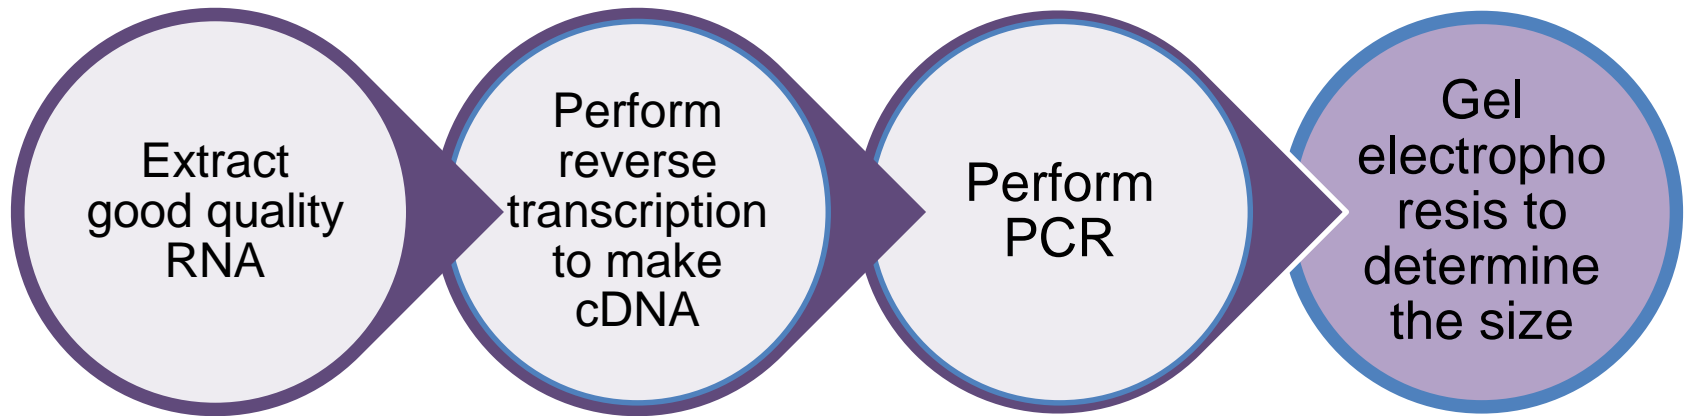 Extract
good quality
RNA
Perform
reverse
transcription
to make
cDNA
Perform
PCR
Gel
electropho
resis to
determine
the size